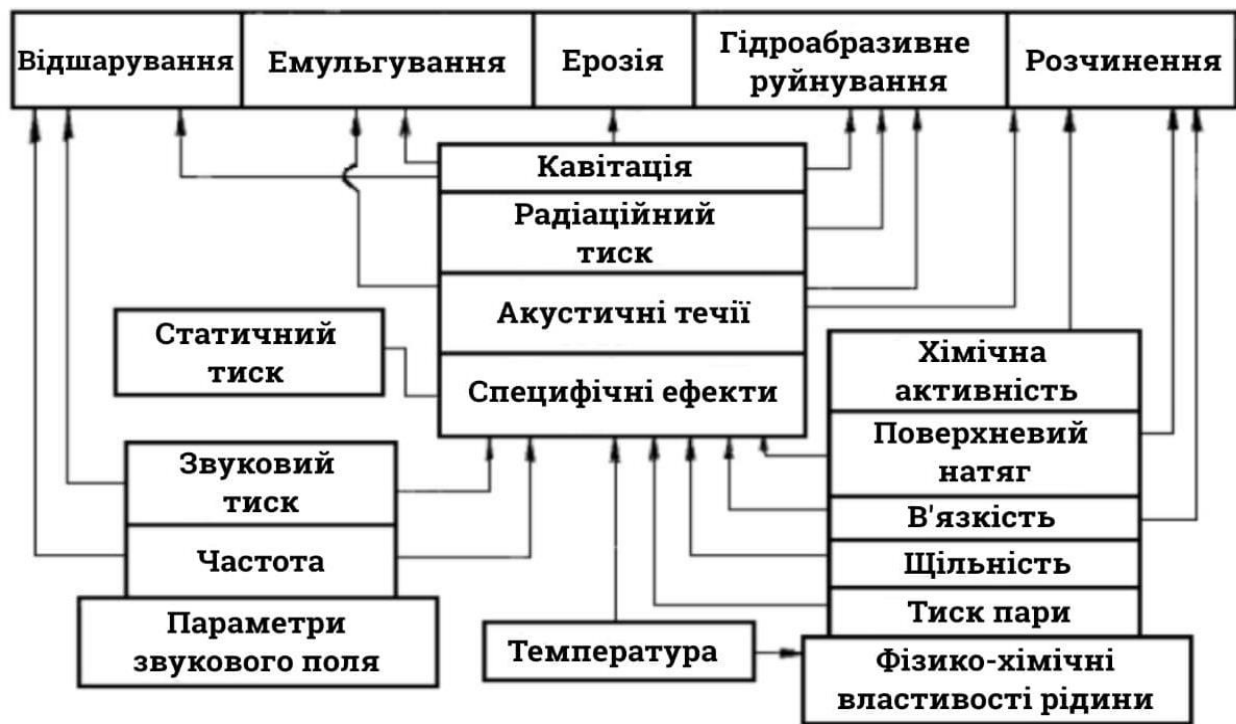 Відшарування
Емульгування
Ерозія
Гідроабразивне
руйнування
Розчинення
Кавітація
Радіаційний
тиск
Акустичні течії
Специфічні ефекти
Статичний
тиск
Звуковий
тиск
Частота
Параметри
звукового поля
Температура
Хімічна
активність
Поверхневий
натяг
В'язкість
Щільність
Тиск пари
Фізико-хімічні
властивості рідини